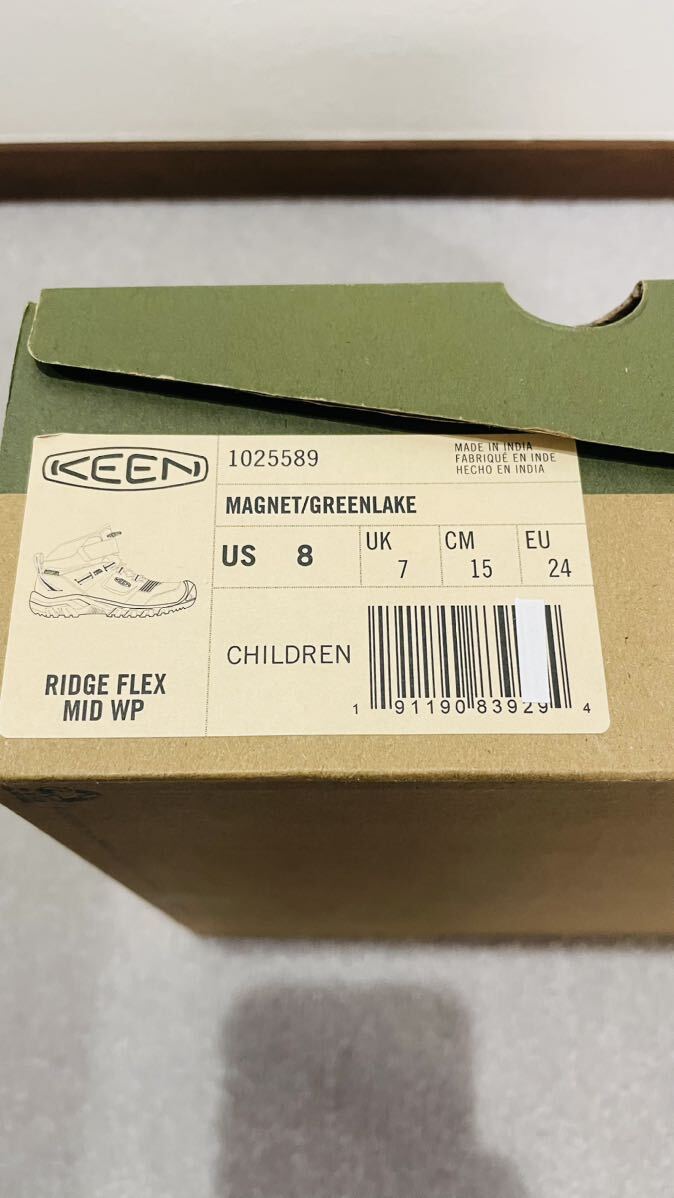 KEEN
1025589
MADE IN INDIA
FABRIQUÉ EN INDE
HECHO EN INDIA
MAGNET/GREENLAKE
US 8
UK 7
CM 15
EU 24
CHILDREN
RIDGE FLEX
MID WP
1 91190 83929 4